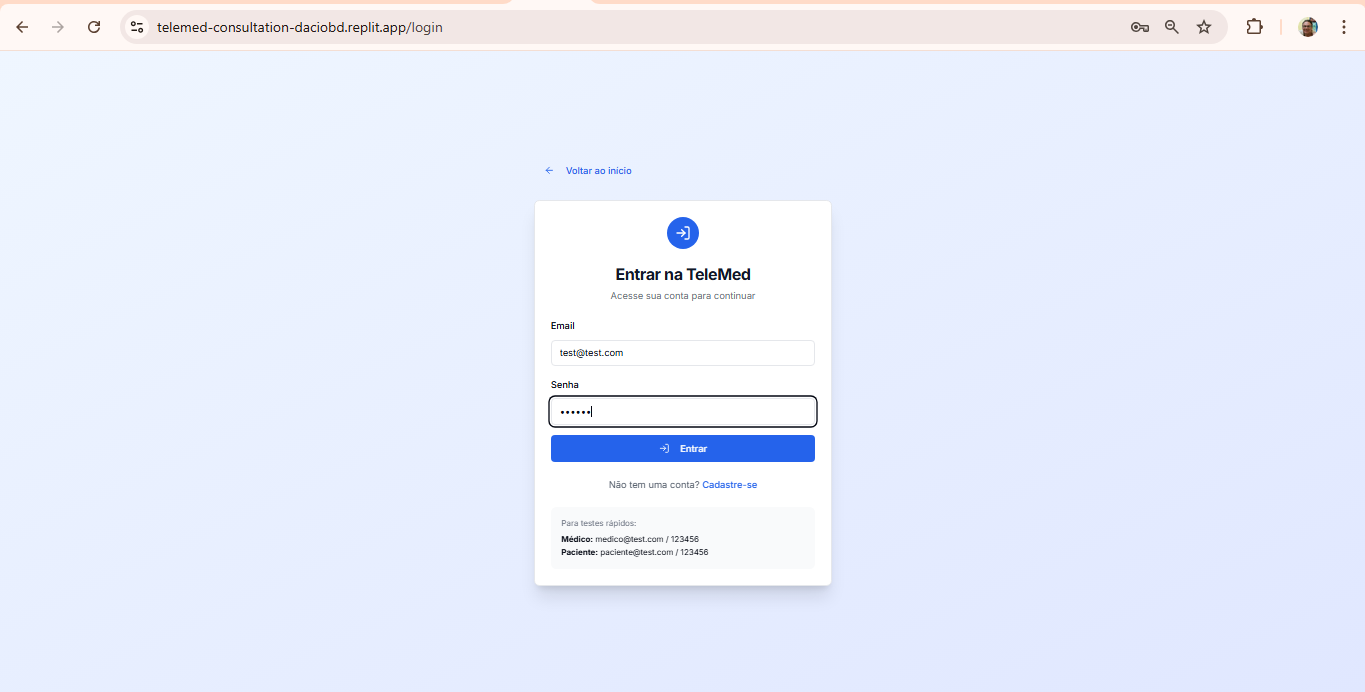 telemed-consultation-daciobd.replit.app/login
Voltar ao início
Entrar na TeleMed
Acesse sua conta para continuar
Email
test@test.com
Senha
••••••
Entrar
Não tem uma conta? Cadastre-se
Para testes rápidos:
Médico: medico@test.com / 123456
Paciente: paciente@test.com / 123456